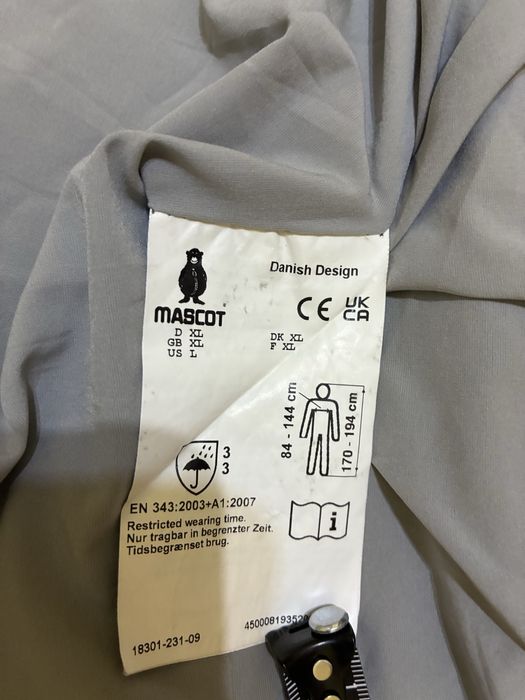 Danish Design
MASCOT
CE UK CA
D XL
GB XL
US L
DK XL
F XL
84 - 144 cm
170 - 194 cm
3
3
i
EN 343:2003+A1:2007
Restricted wearing time.
Nur tragbar in begrenzter Zeit.
Tidsbegrænset brug.
18301-231-09